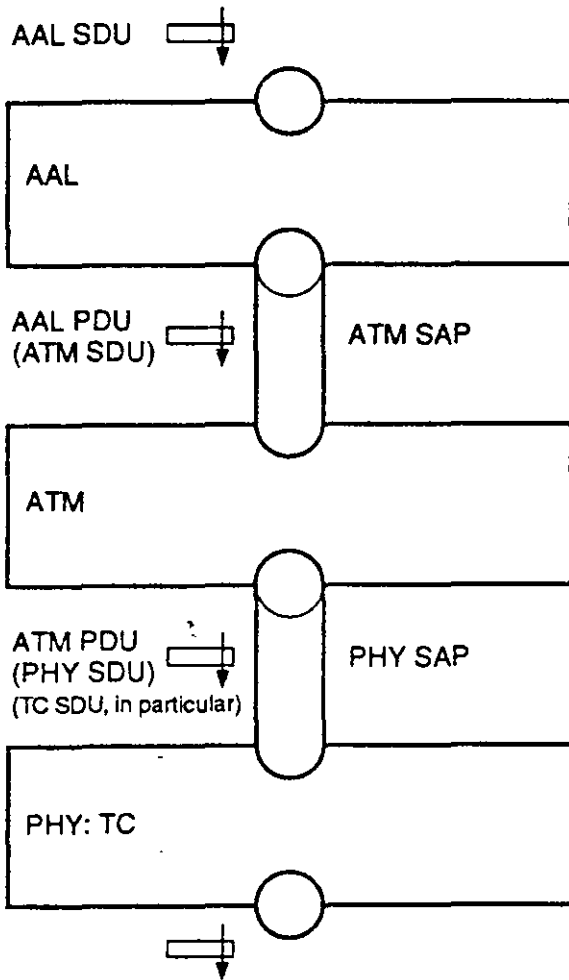 AAL SDU
AAL
AAL PDU
(ATM SDU)
ATM SAP
ATM
ATM PDU
(PHY SDU)
(TC SDU, in particular)
PHY SAP
PHY: TC